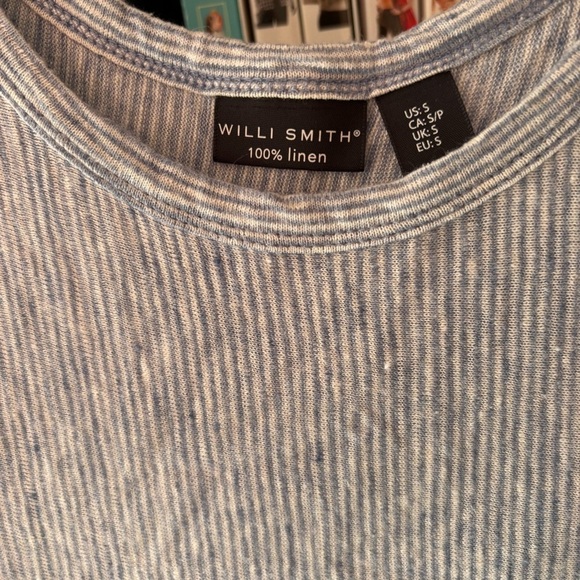 WILLI SMITH®
100% linen
US: S
CA: S/P
UK: S
EU: S